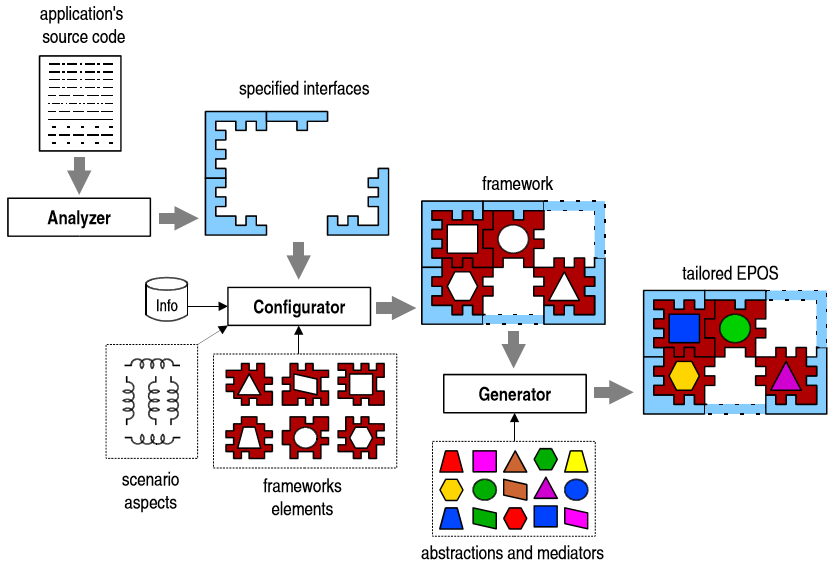 application's
source code
specified interfaces
Analyzer
framework
Info
Configurator
tailored EPOS
Generator
scenario
aspects
frameworks
elements
abstractions and mediators